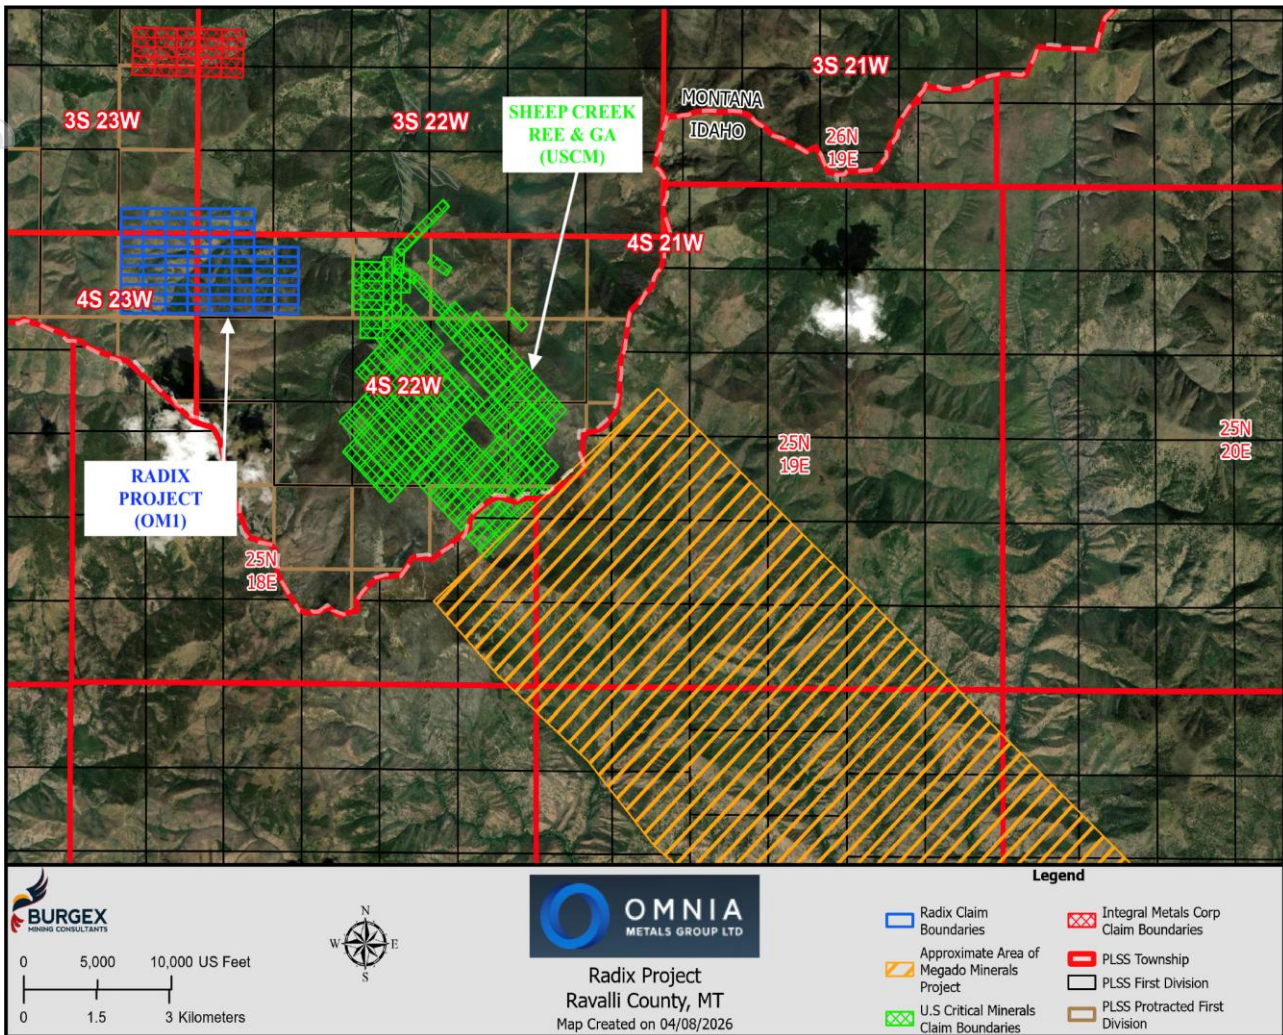 3S 21W
MONTANA
IDAHO
3S 23W
3S 22W
SHEEP CREEK
REE & GA
(USCM)
26N
19E
4S 21W
4S 23W
4S 22W
25N
19E
25N
20E
RADIX
PROJECT
(OM1)
25N
18E
BURGEX
MINING CONSULTANTS
0 5,000 10,000 US Feet
0 1.5 3 Kilometers
N
W E
S
OMNIA
METALS GROUP LTD
Radix Project
Ravalli County, MT
Map Created on 04/08/2026
Legend
Radix Claim
Boundaries
Approximate Area of
Megado Minerals
Project
U.S Critical Minerals
Claim Boundaries
Integral Metals Corp
Claim Boundaries
PLSS Township
PLSS First Division
PLSS Protracted First
Division